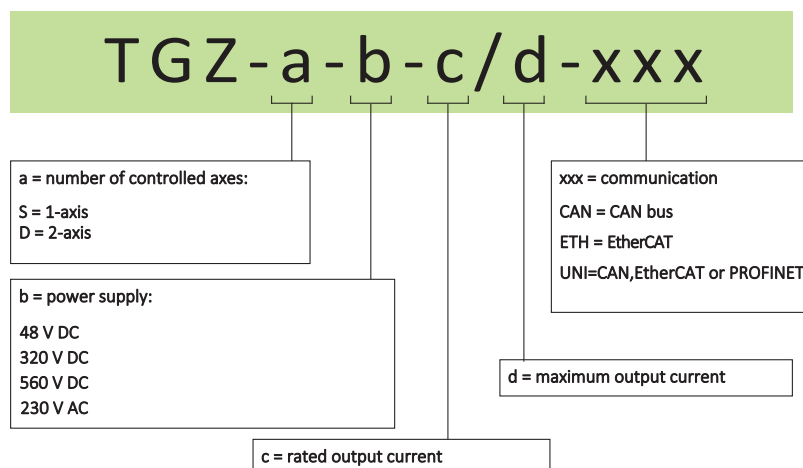 TGZ-a-b-c/d-xxx
a = number of controlled axes:
S = 1-axis
D = 2-axis
b = power supply:
48 V DC
320 V DC
560 V DC
230 V AC
c = rated output current
d = maximum output current
xxx = communication
CAN = CAN bus
ETH = EtherCAT
UNI=CAN,EtherCAT or PROFINET